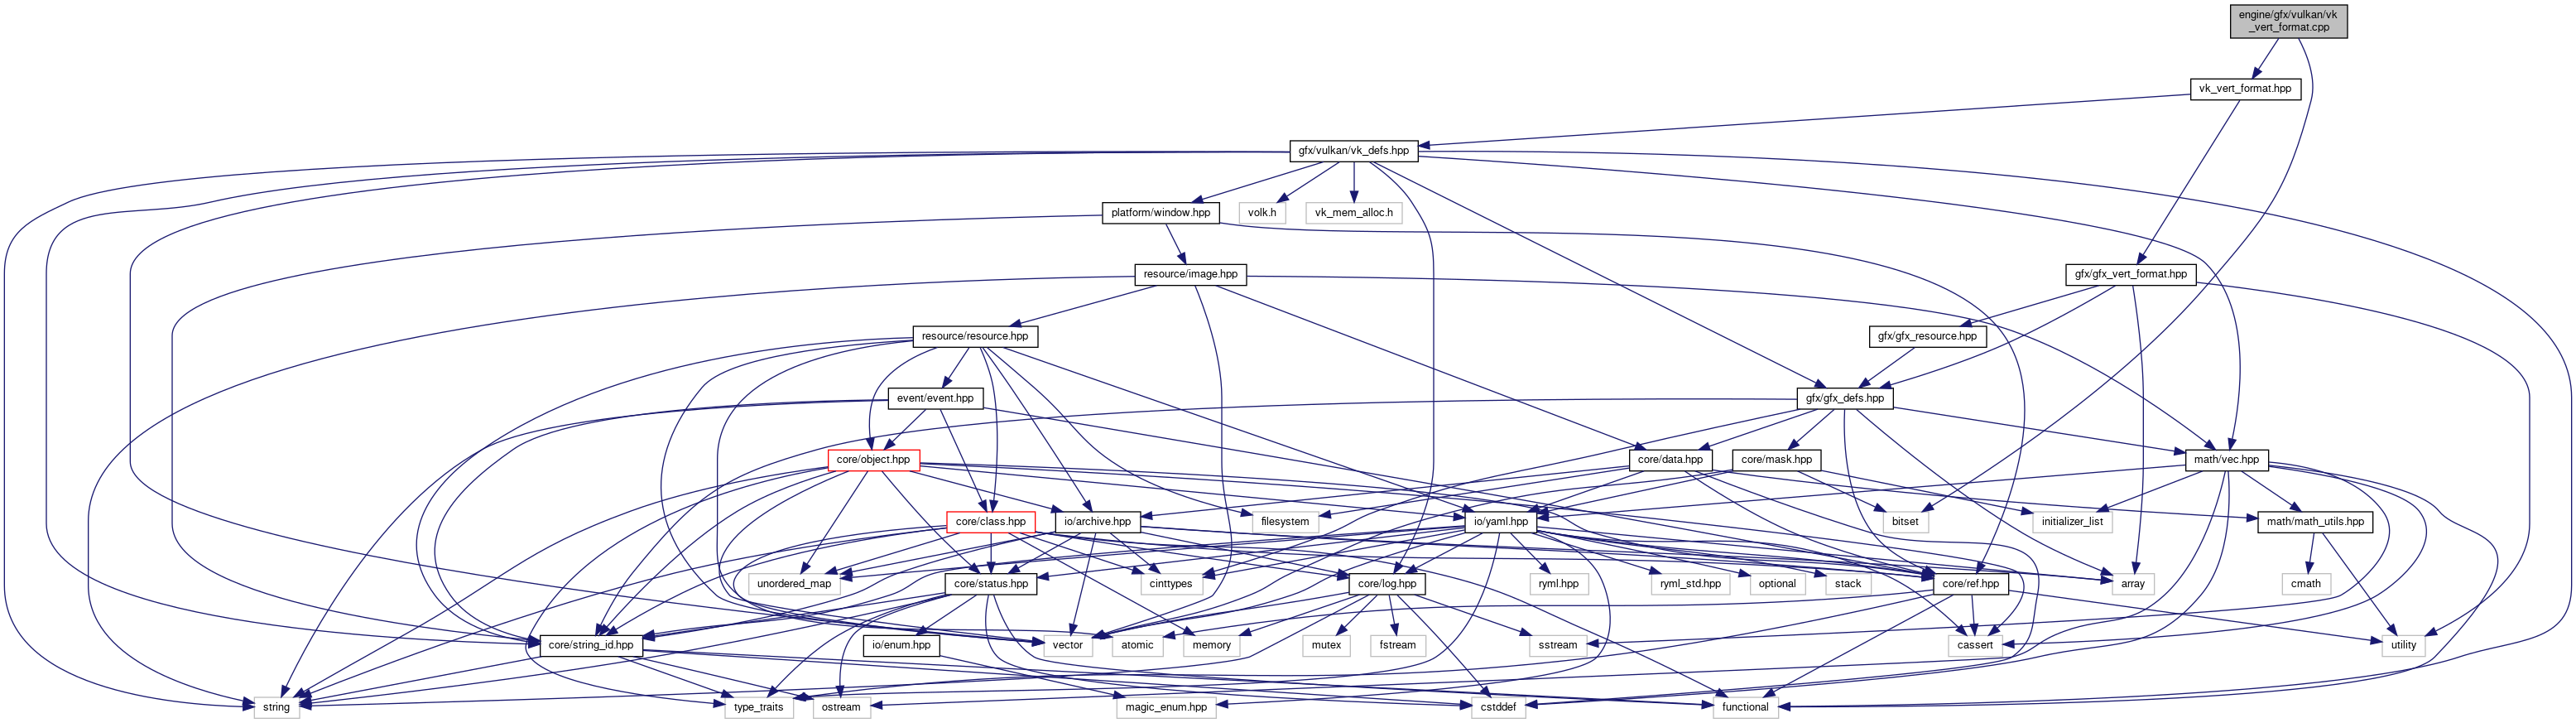 engine/gfx/vulkan/vk
_vert_format.cpp
vk_vert_format.hpp
gfx/vulkan/vk_defs.hpp
platform/window.hpp
volk.h
vk_mem_alloc.h
resource/image.hpp
gfx/gfx_vert_format.hpp
resource/resource.hpp
gfx/gfx_resource.hpp
event/event.hpp
gfx/gfx_defs.hpp
core/object.hpp
core/data.hpp
core/mask.hpp
math/vec.hpp
core/class.hpp
io/archive.hpp
filesystem
io/yaml.hpp
bitset
initializer_list
math/math_utils.hpp
unordered_map
core/status.hpp
cinttypes
core/log.hpp
ryml.hpp
ryml_std.hpp
optional
stack
core/ref.hpp
array
cmath
core/string_id.hpp
io/enum.hpp
vector
atomic
memory
mutex
fstream
sstream
cassert
utility
string
type_traits
ostream
magic_enum.hpp
cstddef
functional